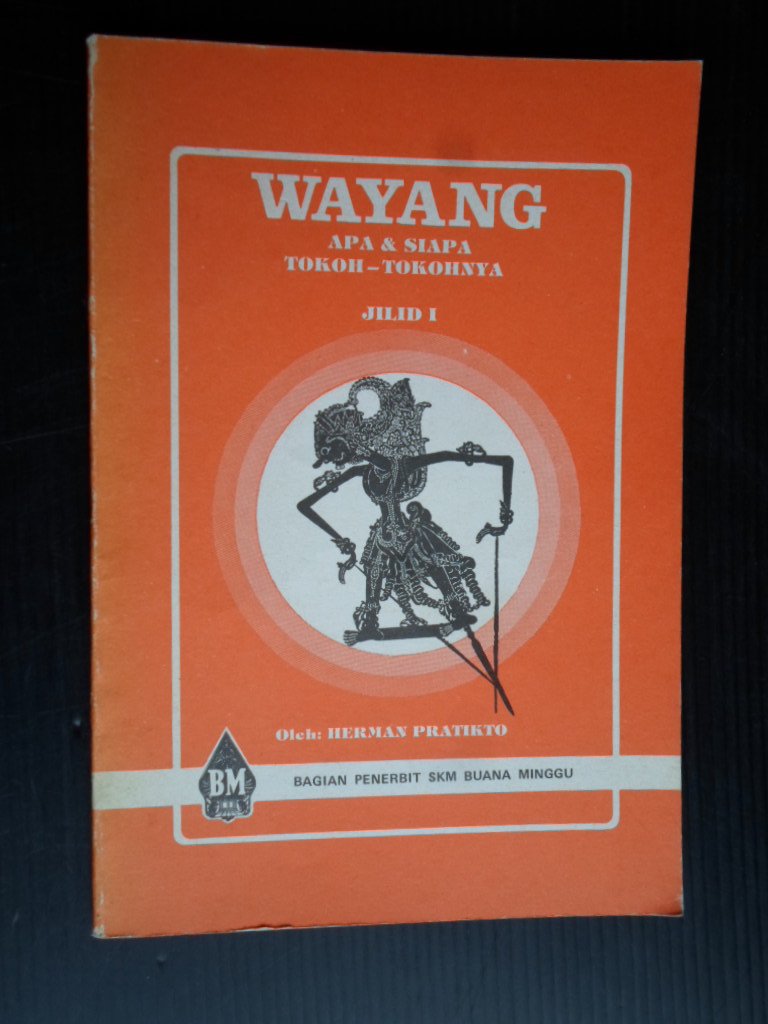 WAYANG
APA & SIAPA
TOKOH–TOKOHNYA
JILID I
Oleh: HERMAN PRATIKTO
BM
BAGIAN PENERBIT SKM BUANA MINGGU